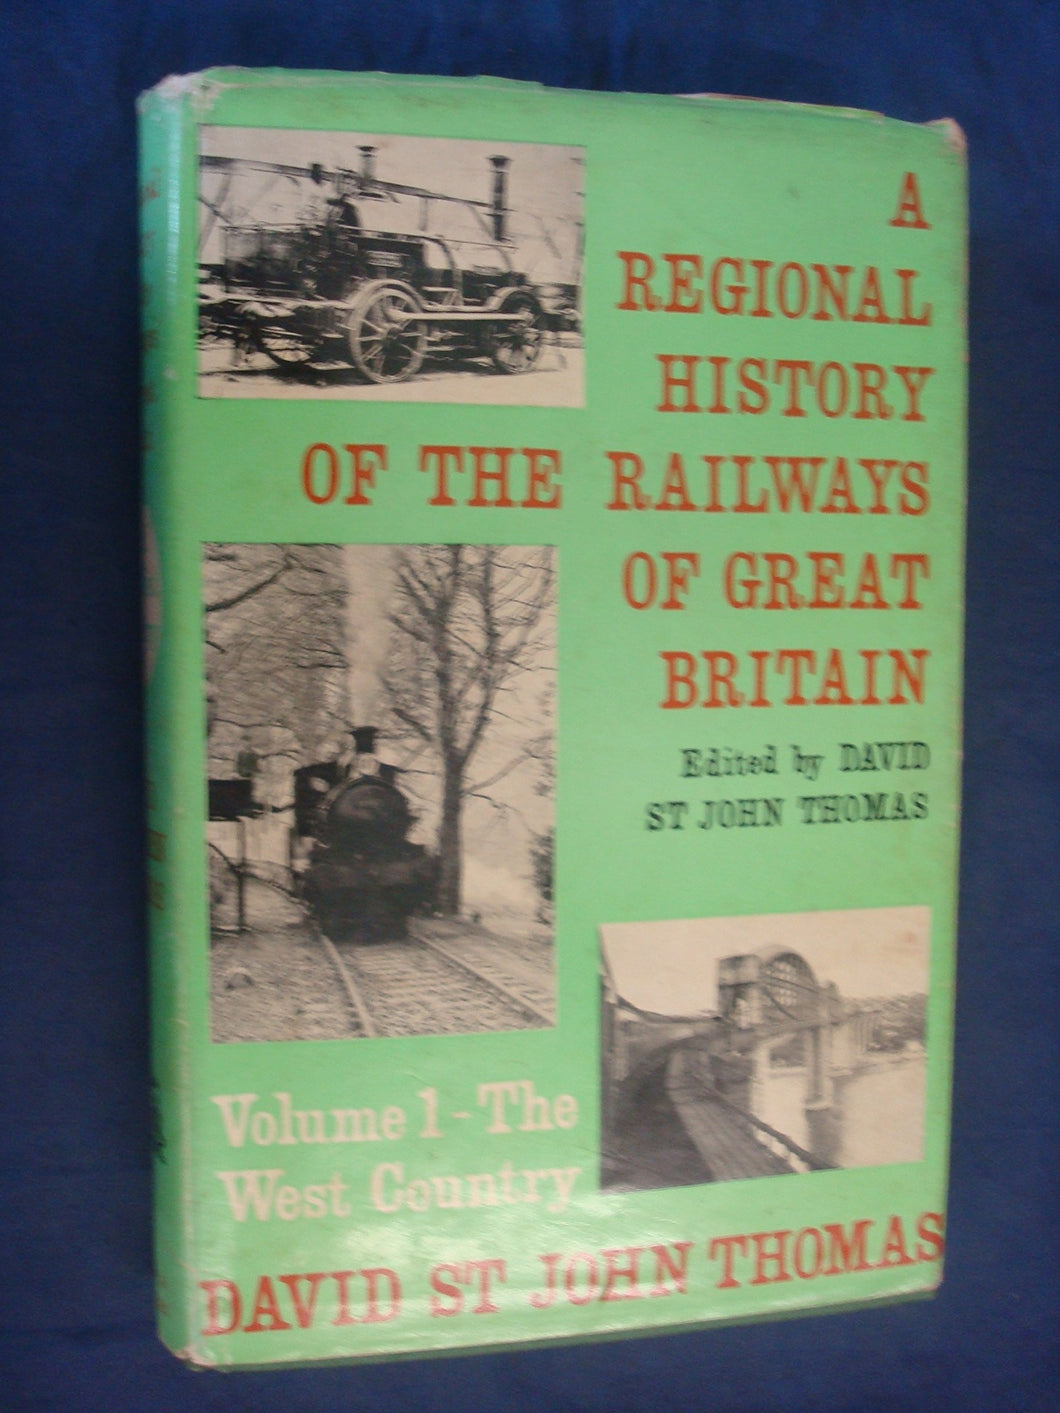 A
REGIONAL
HISTORY
OF THE RAILWAYS
OF GREAT
BRITAIN
Edited by DAVID
ST JOHN THOMAS
Volume 1 - The
West Country
DAVID ST JOHN THOMAS